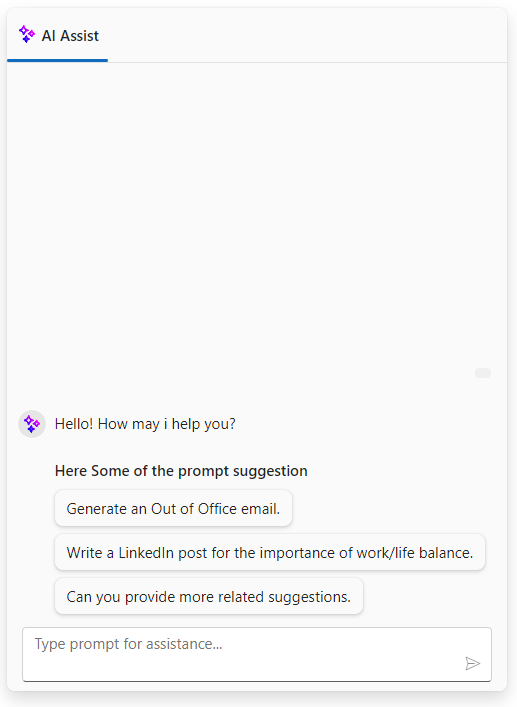 AI Assist
Hello! How may i help you?
Here Some of the prompt suggestion
Generate an Out of Office email.
Write a LinkedIn post for the importance of work/life balance.
Can you provide more related suggestions.
Type prompt for assistance...